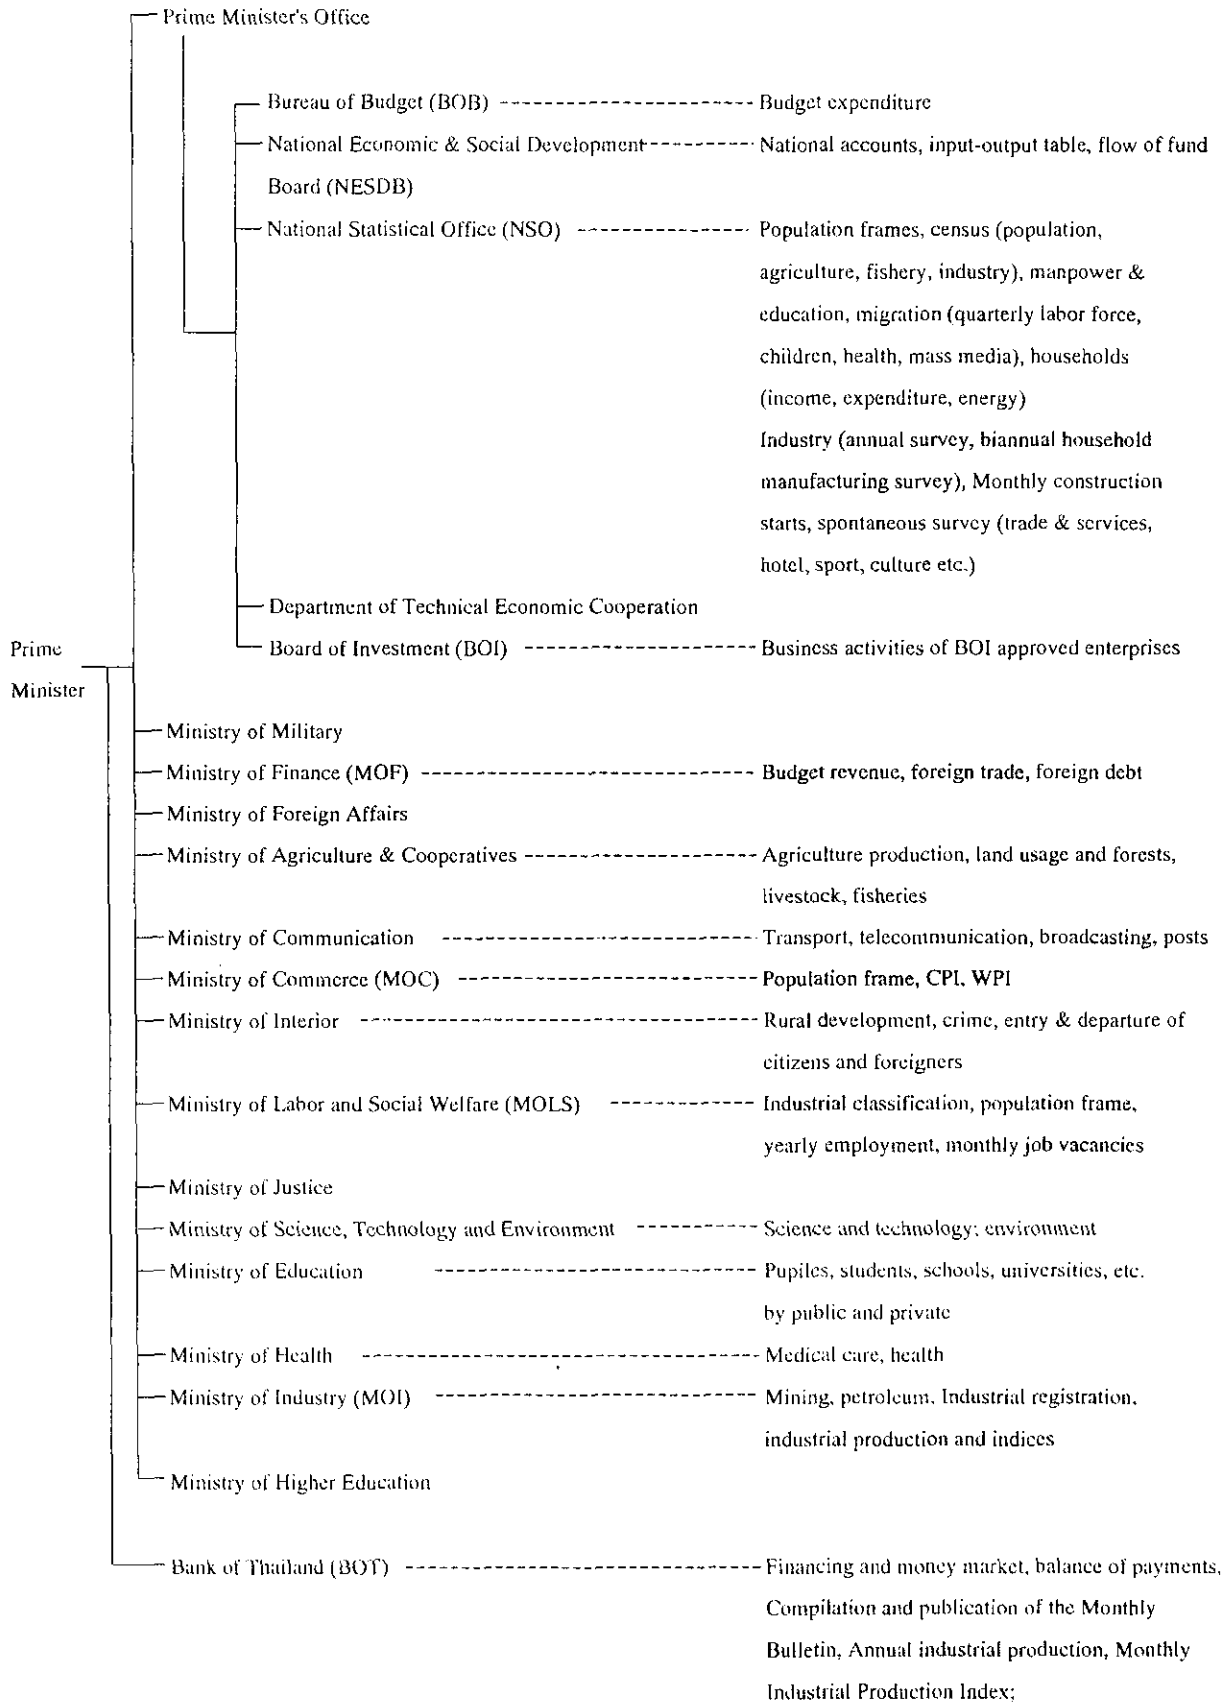 Prime Minister's Office
Bureau of Budget (BOB) Budget expenditure
National Economic & Social Development National accounts, input-output table, flow of fund
Board (NESDB)
National Statistical Office (NSO) Population frames, census (population,
agriculture, fishery, industry), manpower &
education, migration (quarterly labor force,
children, health, mass media), households
(income, expenditure, energy)
Industry (annual survey, biannual household
manufacturing survey), Monthly construction
starts, spontaneous survey (trade & services,
hotel, sport, culture etc.)
Department of Technical Economic Cooperation
Board of Investment (BOI) Business activities of BOI approved enterprises
Prime
Minister
Ministry of Military
Ministry of Finance (MOF) Budget revenue, foreign trade, foreign debt
Ministry of Foreign Affairs
Ministry of Agriculture & Cooperatives Agriculture production, land usage and forests,
livestock, fisheries
Ministry of Communication Transport, telecommunication, broadcasting, posts
Ministry of Commerce (MOC) Population frame, CPI, WPI
Ministry of Interior Rural development, crime, entry & departure of
citizens and foreigners
Ministry of Labor and Social Welfare (MOLS) Industrial classification, population frame,
yearly employment, monthly job vacancies
Ministry of Justice
Ministry of Science, Technology and Environment Science and technology; environment
Ministry of Education Pupiles, students, schools, universities, etc.
by public and private
Ministry of Health Medical care, health
Ministry of Industry (MOI) Mining, petroleum, Industrial registration,
industrial production and indices
Ministry of Higher Education
Bank of Thailand (BOT) Financing and money market, balance of payments,
Compilation and publication of the Monthly
Bulletin, Annual industrial production, Monthly
Industrial Production Index;